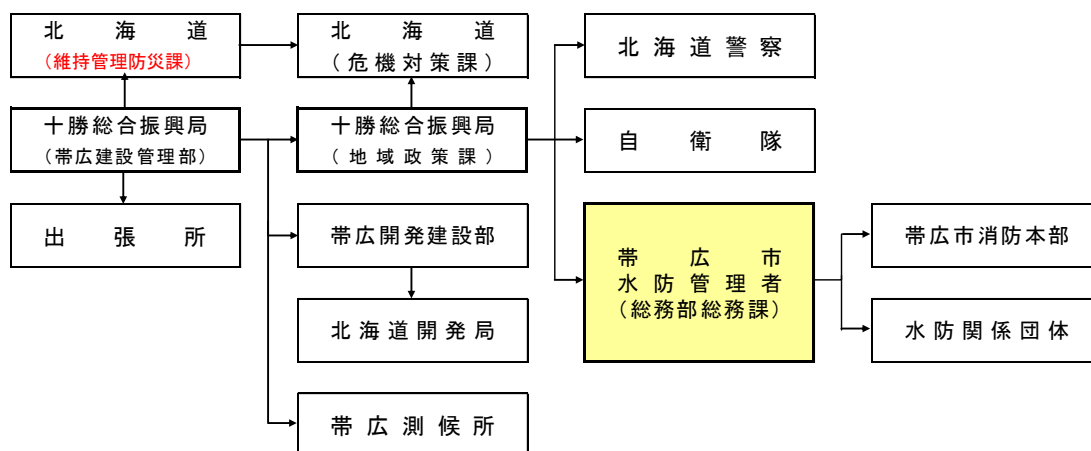 北海道
（維持管理防災課）
北海道
（危機対策課）
北海道警察
十勝総合振興局
（帯広建設管理部）
十勝総合振興局
（地域政策課）
自衛隊
出張所
帯広開発建設部
帯広市
水防管理者
（総務部総務課）
帯広市消防本部
北海道開発局
水防関係団体
帯広測候所